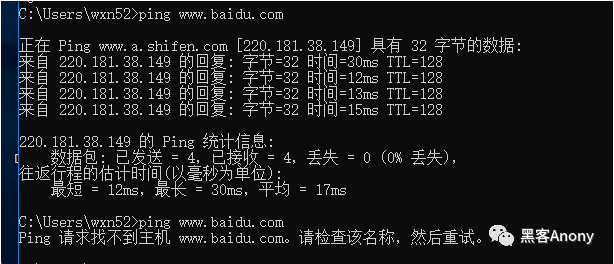 C:\Users\wxn52>ping www.baidu.com
正在 Ping www.a.shifen.com [220.181.38.149] 具有 32 字节的数据:
来自 220.181.38.149 的回复: 字节=32 时间=30ms TTL=128
来自 220.181.38.149 的回复: 字节=32 时间=12ms TTL=128
来自 220.181.38.149 的回复: 字节=32 时间=13ms TTL=128
来自 220.181.38.149 的回复: 字节=32 时间=15ms TTL=128
220.181.38.149 的 Ping 统计信息:
数据包: 已发送 = 4，已接收 = 4，丢失 = 0 (0% 丢失)，
往返行程的估计时间(以毫秒为单位):
最短 = 12ms，最长 = 30ms，平均 = 17ms
C:\Users\wxn52>ping www.baidu.com
Ping 请求找不到主机 www.baidu.com。请检查该名称，然后重试。
黑客Anony